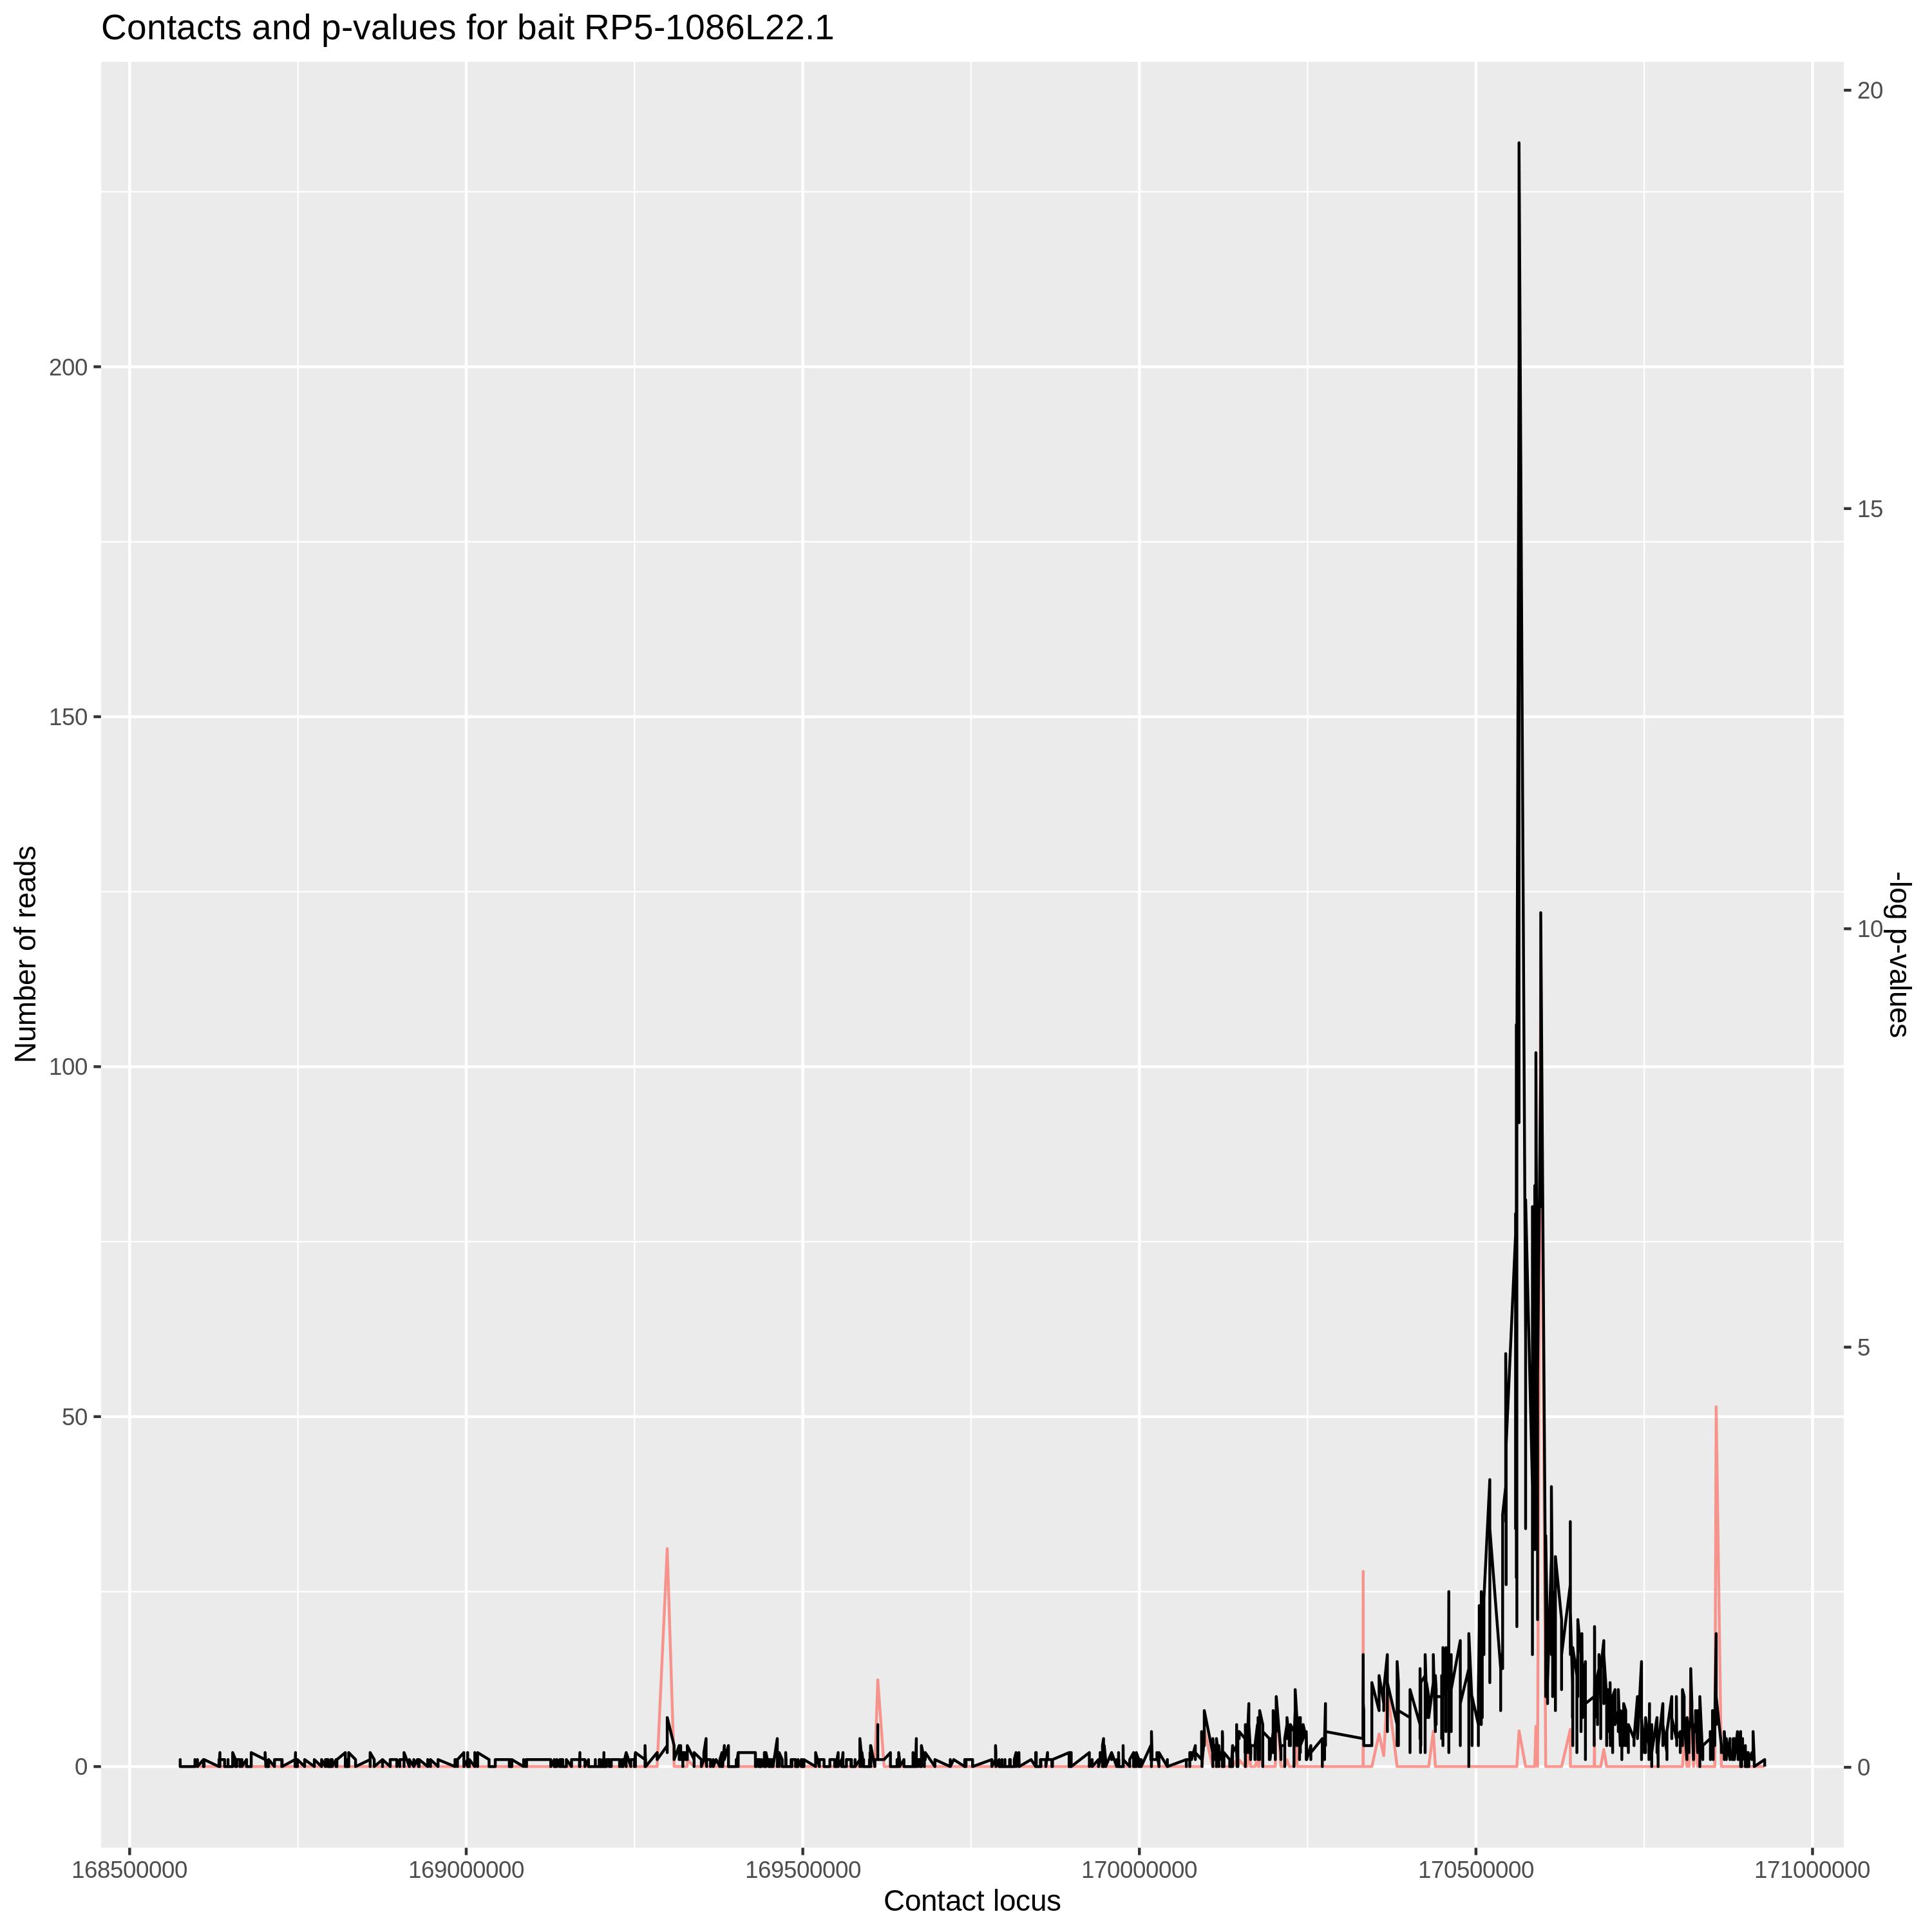 Contacts and p-values for bait RP5-1086L22.1
Number of reads
200
150
100
50
0
20
15
10
5
0
-log p-values
168500000 169000000 169500000 170000000 170500000 171000000
Contact locus